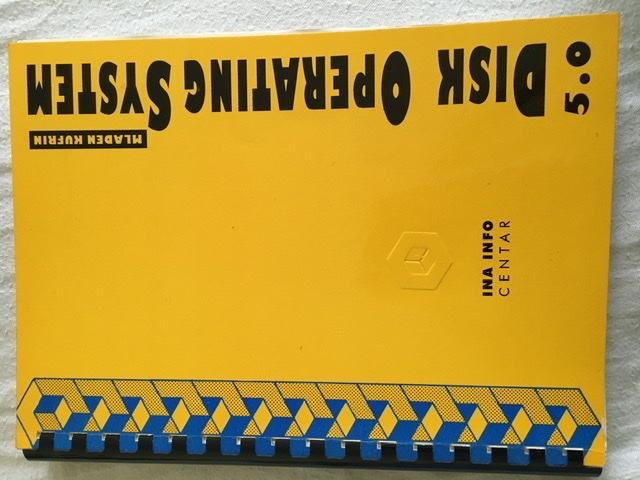 DISK OPERATING SYSTEM
5.0
MLADEN KUFRIN
INA INFO
CENTAR